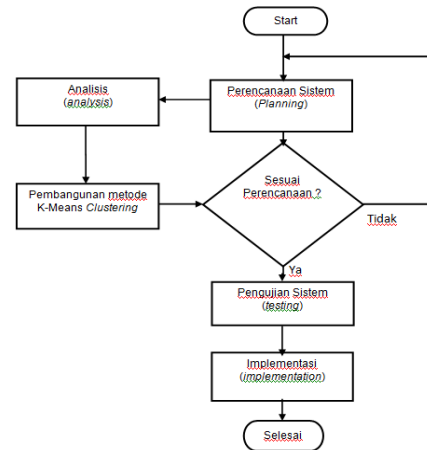 Start
Perencanaan Sistem
(Planning)
Analisis
(analysis)
Pembangunan metode
K-Means Clustering
Sesuai
Perencanaan ?
Tidak
Ya
Pengujian Sistem
(testing)
Implementasi
(implementation)
Selesai